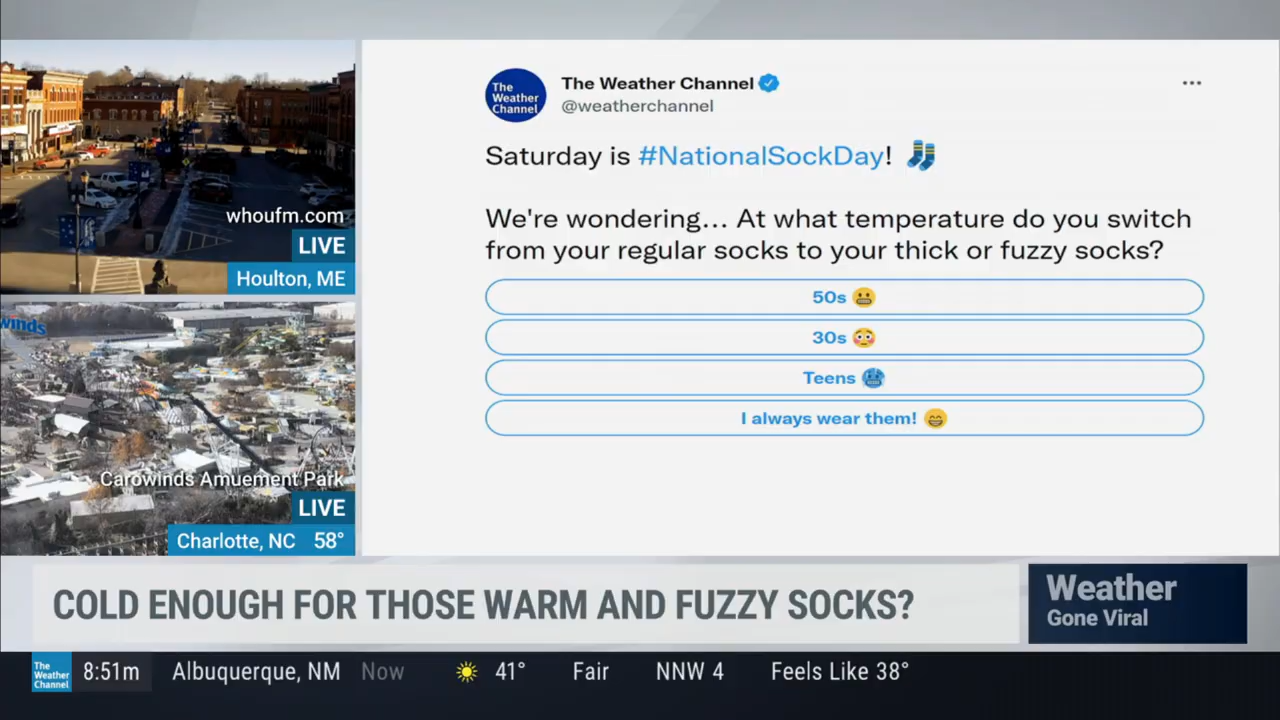 whoufm.com
LIVE
Houlton, ME
winds
Carowinds Amuement Park
LIVE
Charlotte, NC 58°
The
Weather
Channel
The Weather Channel
@weatherchannel
Saturday is #NationalSockDay! 🧦
We're wondering... At what temperature do you switch
from your regular socks to your thick or fuzzy socks?
50s 😬
30s 😳
Teens 🥶
I always wear them! 😄
COLD ENOUGH FOR THOSE WARM AND FUZZY SOCKS?
Weather
Gone Viral
The
Weather
Channel
8:51m Albuquerque, NM Now 41° Fair NNW 4 Feels Like 38°